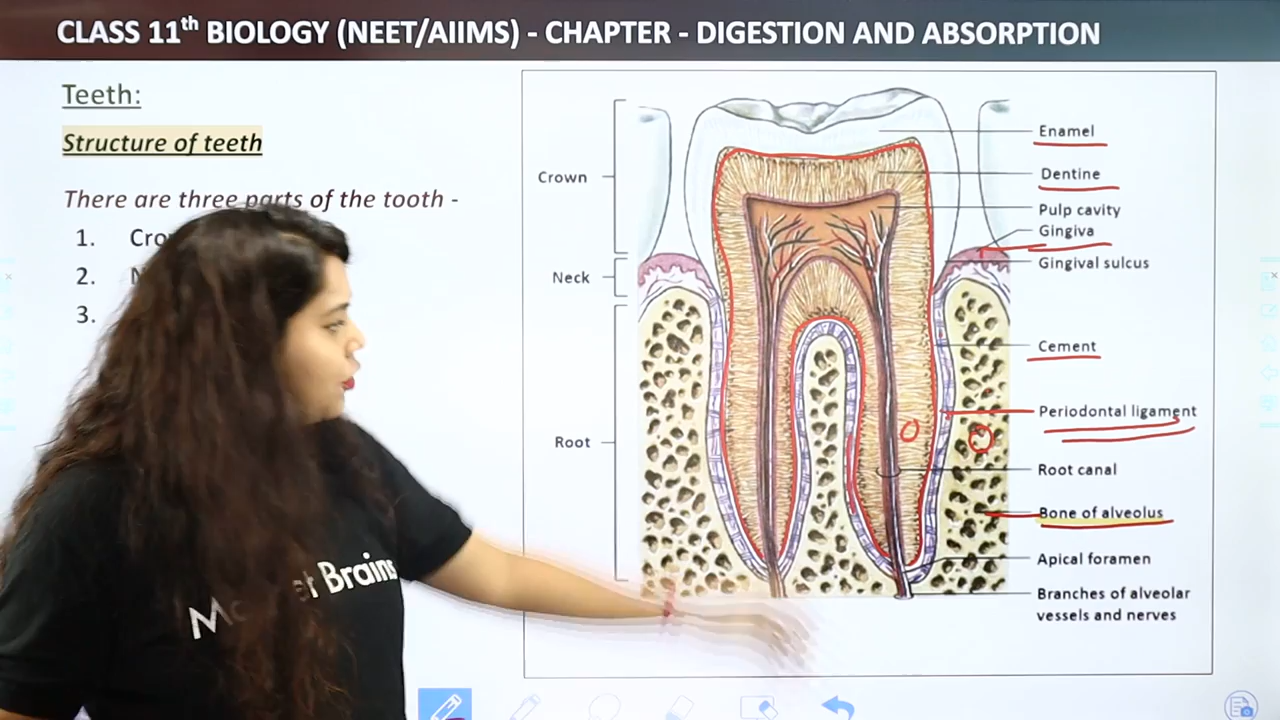 CLASS 11th BIOLOGY (NEET/AIIMS) - CHAPTER - DIGESTION AND ABSORPTION
Teeth:
Structure of teeth
There are three parts of the tooth -
1.
2.
3.
Crown
Neck
Root
Enamel
Dentine
Pulp cavity
Gingiva
Gingival sulcus
Cement
Periodontal ligament
Root canal
Bone of alveolus
Apical foramen
Branches of alveolar
vessels and nerves
Brains